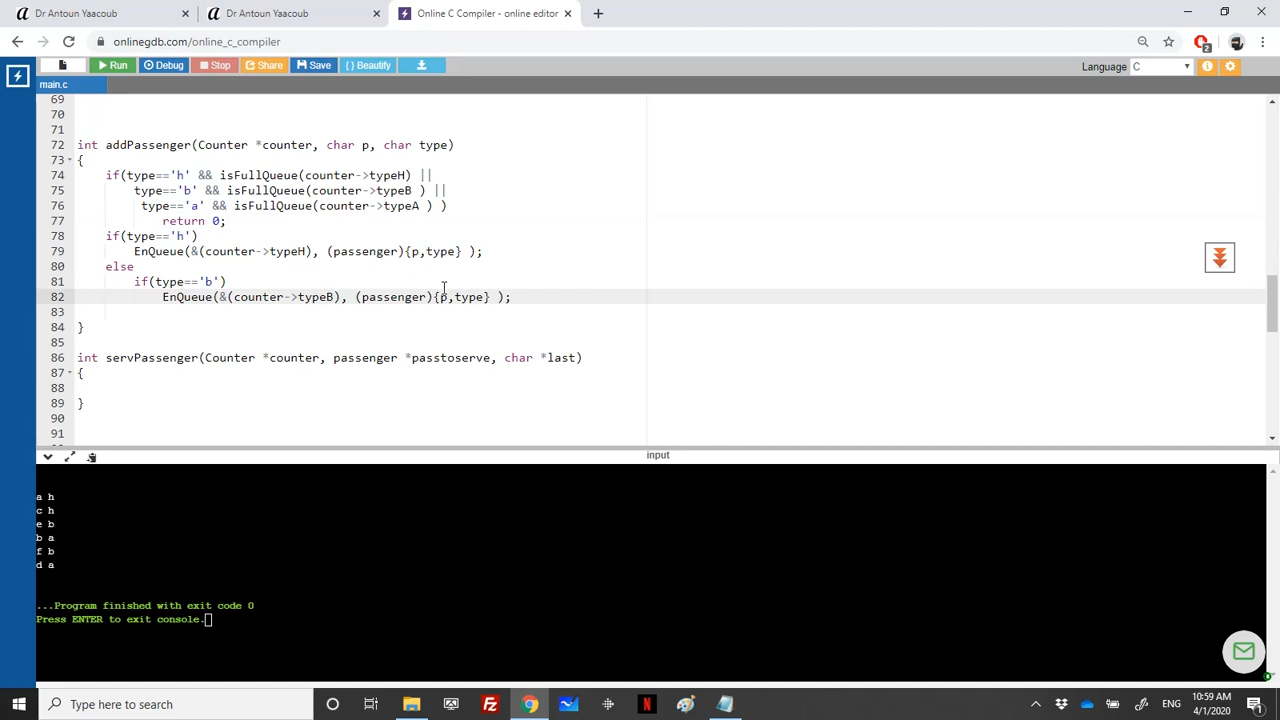 Dr Antoun Yaacoub
Dr Antoun Yaacoub
Online C Compiler - online editor
onlinegdb.com/online_c_compiler
2
Run
Debug
Stop
Share
Save
{ } Beautify
Language
C
main.c
69
70
71
72 int addPassenger(Counter *counter, char p, char type)
73 {
74 if(type=='h' && isFullQueue(counter->typeH) ||
75 type=='b' && isFullQueue(counter->typeB ) ||
76 type=='a' && isFullQueue(counter->typeA ) )
77 return 0;
78 if(type=='h')
79 EnQueue(&(counter->typeH), (passenger){p,type} );
80 else
81 if(type=='b')
82 EnQueue(&(counter->typeB), (passenger){p,type} );
83
84 }
85
86 int servPassenger(Counter *counter, passenger *passtoserve, char *last)
87 {
88
89 }
90
91
input
a h
c h
e b
b a
f b
d a
...Program finished with exit code 0
Press ENTER to exit console.
Type here to search
ENG
10:59 AM
4/1/2020